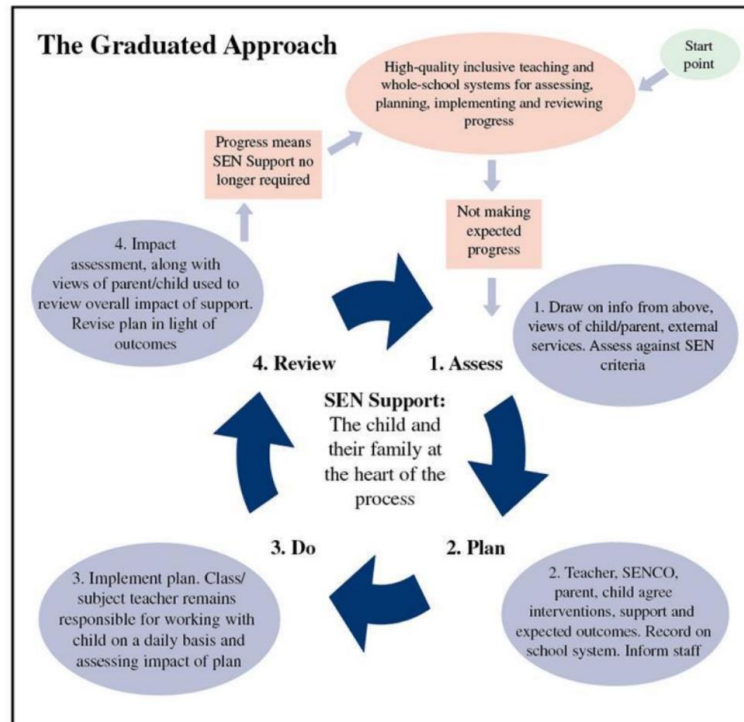 The Graduated Approach
Start
point
High-quality inclusive teaching and
whole-school systems for assessing,
planning, implementing and reviewing
progress
Progress means
SEN Support no
longer required
Not making
expected
progress
4. Impact
assessment, along with
views of parent/child used to
review overall impact of support.
Revise plan in light of
outcomes
1. Draw on info from above,
views of child/parent, external
services. Assess against SEN
criteria
4. Review
1. Assess
SEN Support:
The child and
their family at
the heart of the
process
3. Do
2. Plan
3. Implement plan. Class/
subject teacher remains
responsible for working with
child on a daily basis and
assessing impact of plan
2. Teacher, SENCO,
parent, child agree
interventions, support and
expected outcomes. Record on
school system. Inform staff